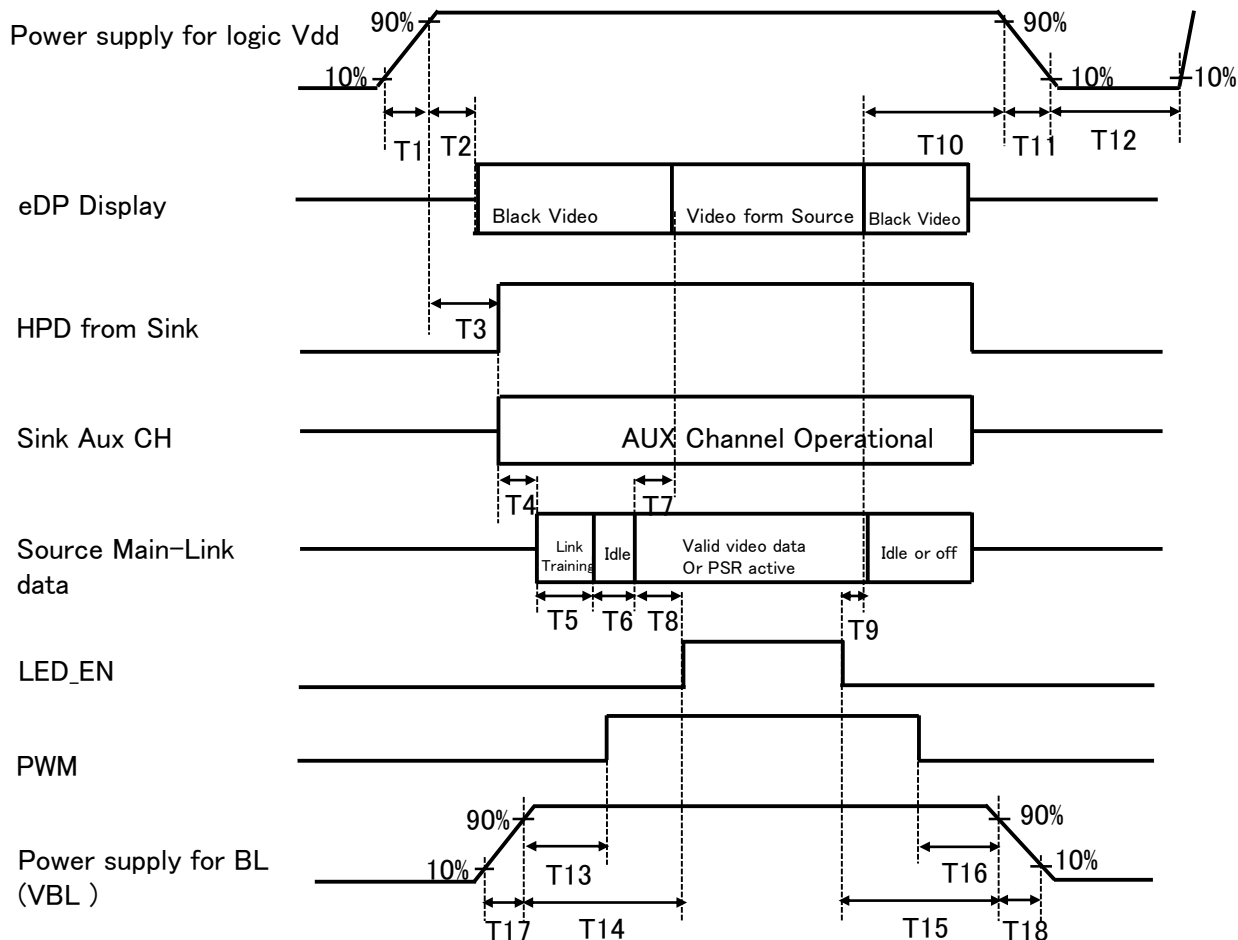 Power supply for logic Vdd
90%
90%
10%
10%
10%
T1
T2
T10
T11
T12
eDP Display
Black Video
Video form Source
Black Video
HPD from Sink
T3
Sink Aux CH
AUX Channel Operational
T4
T7
Source Main-Link
data
Link
Training
Idle
Valid video data
Or PSR active
Idle or off
T5
T6
T8
T9
LED_EN
PWM
90%
90%
Power supply for BL
(VBL )
10%
10%
T13
T16
T17
T14
T15
T18